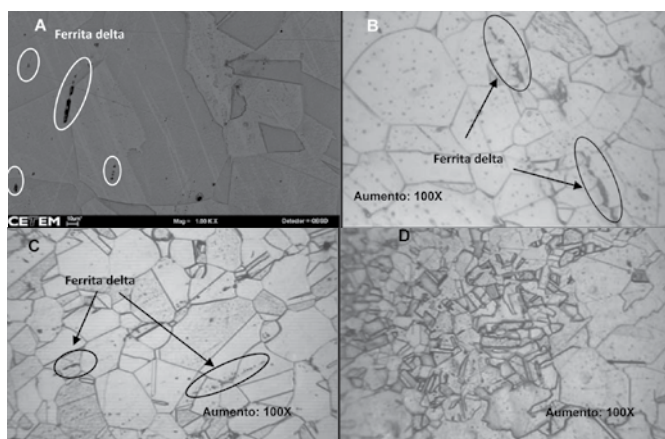 A
Ferrita delta
CETEM
Mag = 1.00 K X
B
Ferrita delta
Aumento: 100X
C
Ferrita delta
Aumento: 100X
D
Aumento: 100X